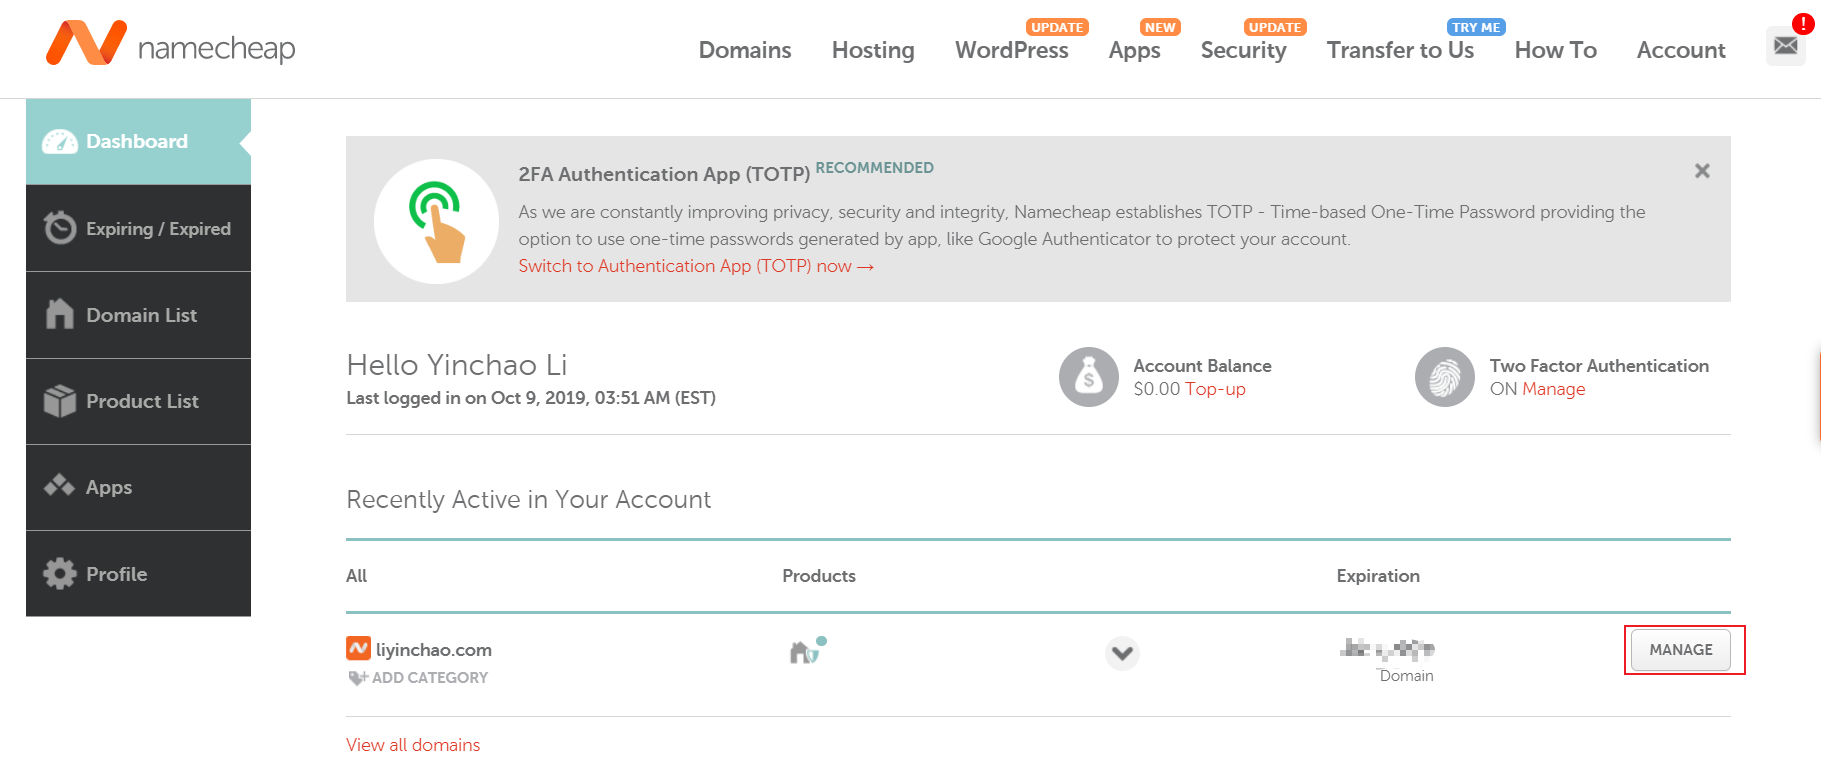 namecheap
UPDATE NEW UPDATE TRY ME
Domains Hosting WordPress Apps Security Transfer to Us How To Account
!
Dashboard
Expiring / Expired
Domain List
Product List
Apps
Profile
2FA Authentication App (TOTP) RECOMMENDED
As we are constantly improving privacy, security and integrity, Namecheap establishes TOTP - Time-based One-Time Password providing the
option to use one-time passwords generated by app, like Google Authenticator to protect your account.
Switch to Authentication App (TOTP) now →
Hello Yinchao Li
Last logged in on Oct 9, 2019, 03:51 AM (EST)
Account Balance
$0.00 Top-up
Two Factor Authentication
ON Manage
Recently Active in Your Account
All Products Expiration
liyinchao.com
ADD CATEGORY
Domain
MANAGE
View all domains